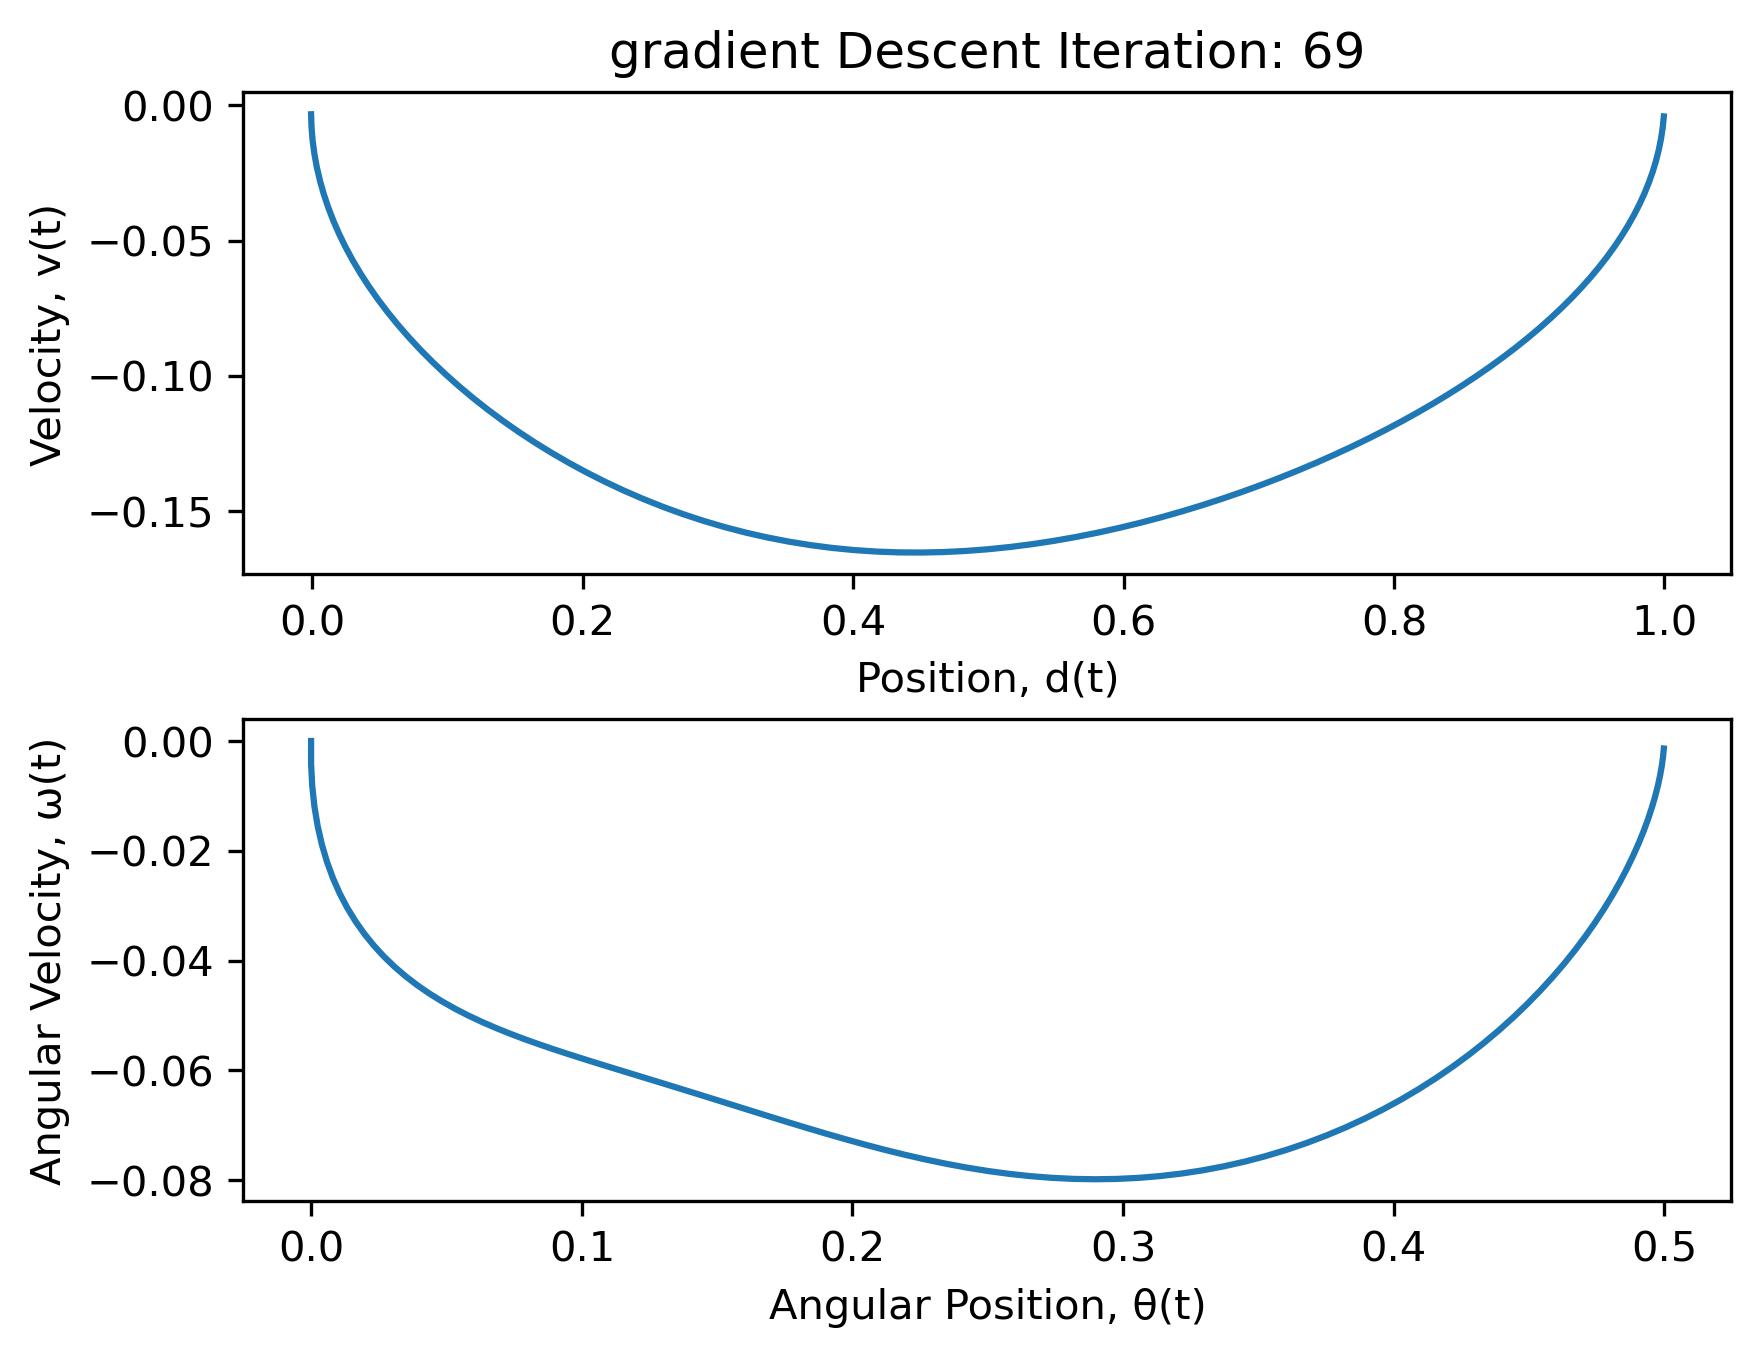 gradient Descent Iteration: 69
0.00
−0.05
−0.10
−0.15
Velocity, v(t)
0.0 0.2 0.4 0.6 0.8 1.0
Position, d(t)
0.00
−0.02
−0.04
−0.06
−0.08
Angular Velocity, ω(t)
0.0 0.1 0.2 0.3 0.4 0.5
Angular Position, θ(t)